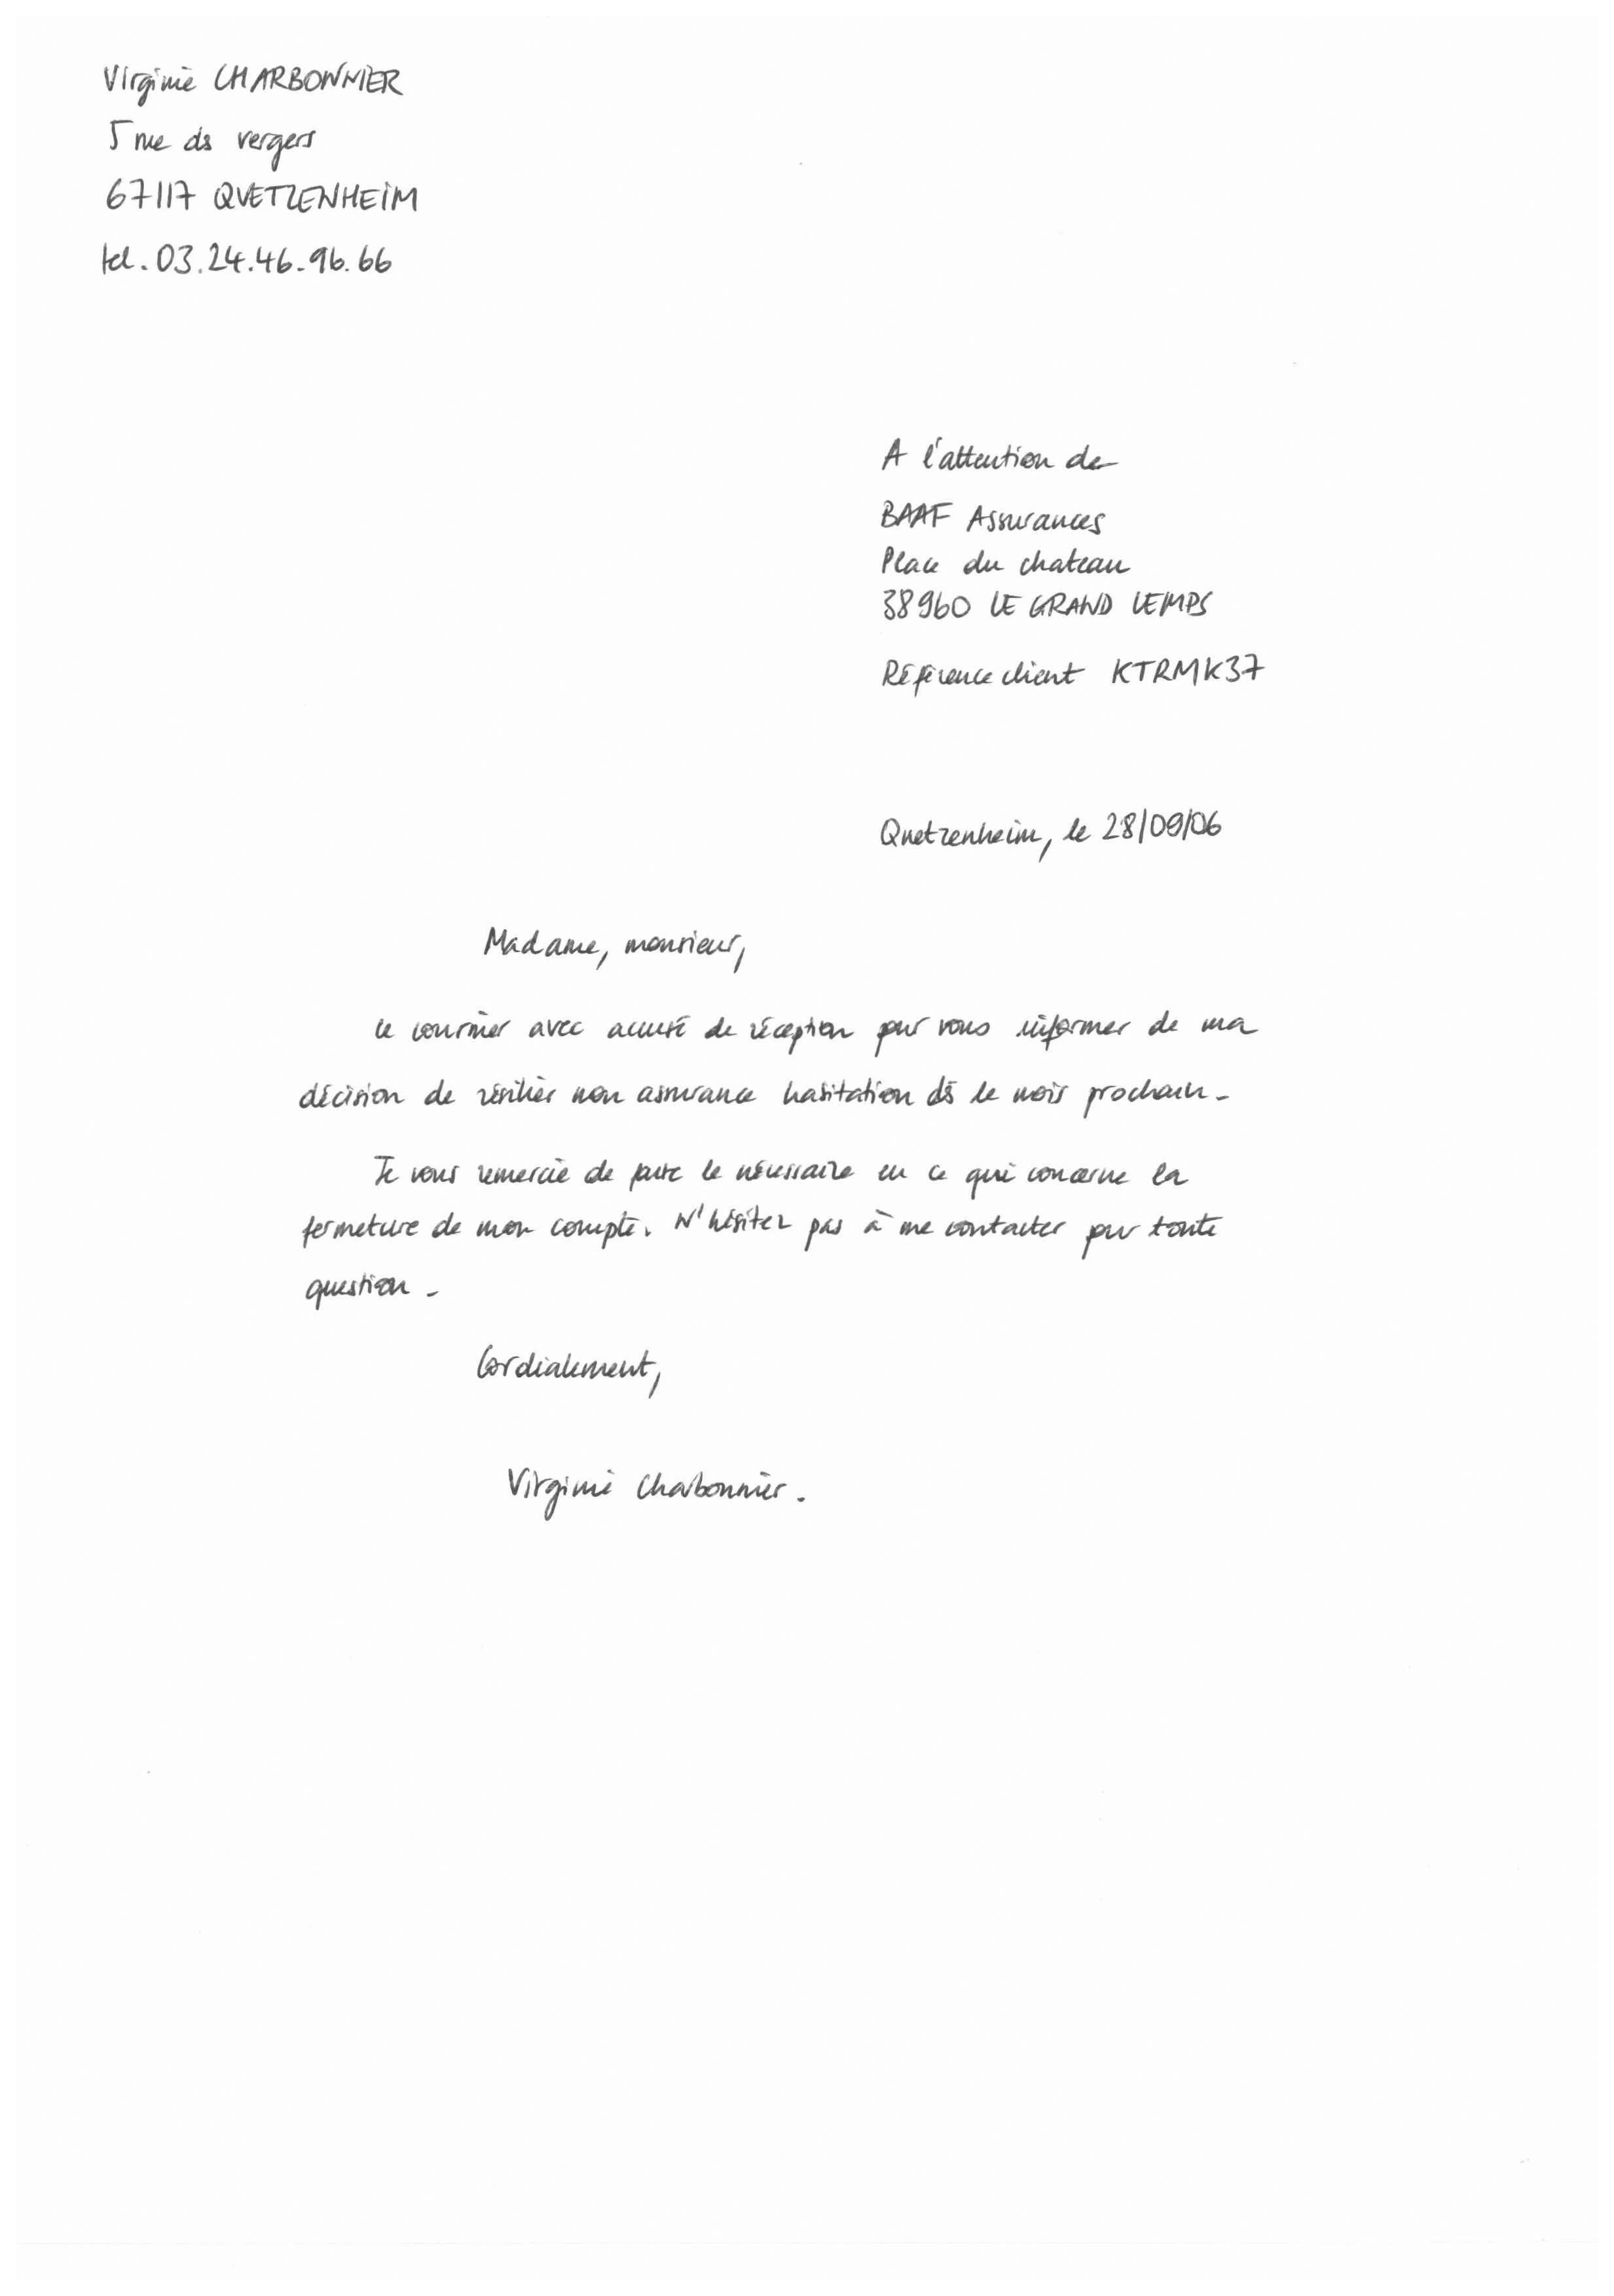 Virginie CHARBONNIER
5 rue des vergers
67117 QUETZENHEIM
tel. 03.24.46.96.66
A l'attention de
BAAF Assurances
Place du chateau
38960 LE GRAND LEMPS
Référence client KTRMK37
Quetzenheim, le 28/09/06
Madame, monsieur,
Ce courrier avec accusé de réception pour vous informer de ma
décision de résilier mon assurance habitation dès le mois prochain.
Je vous remercie de faire le nécessaire en ce qui concerne la
fermeture de mon compte. N'hésitez pas à me contacter pour toute
question.
Cordialement,
Virginie Charbonnier.